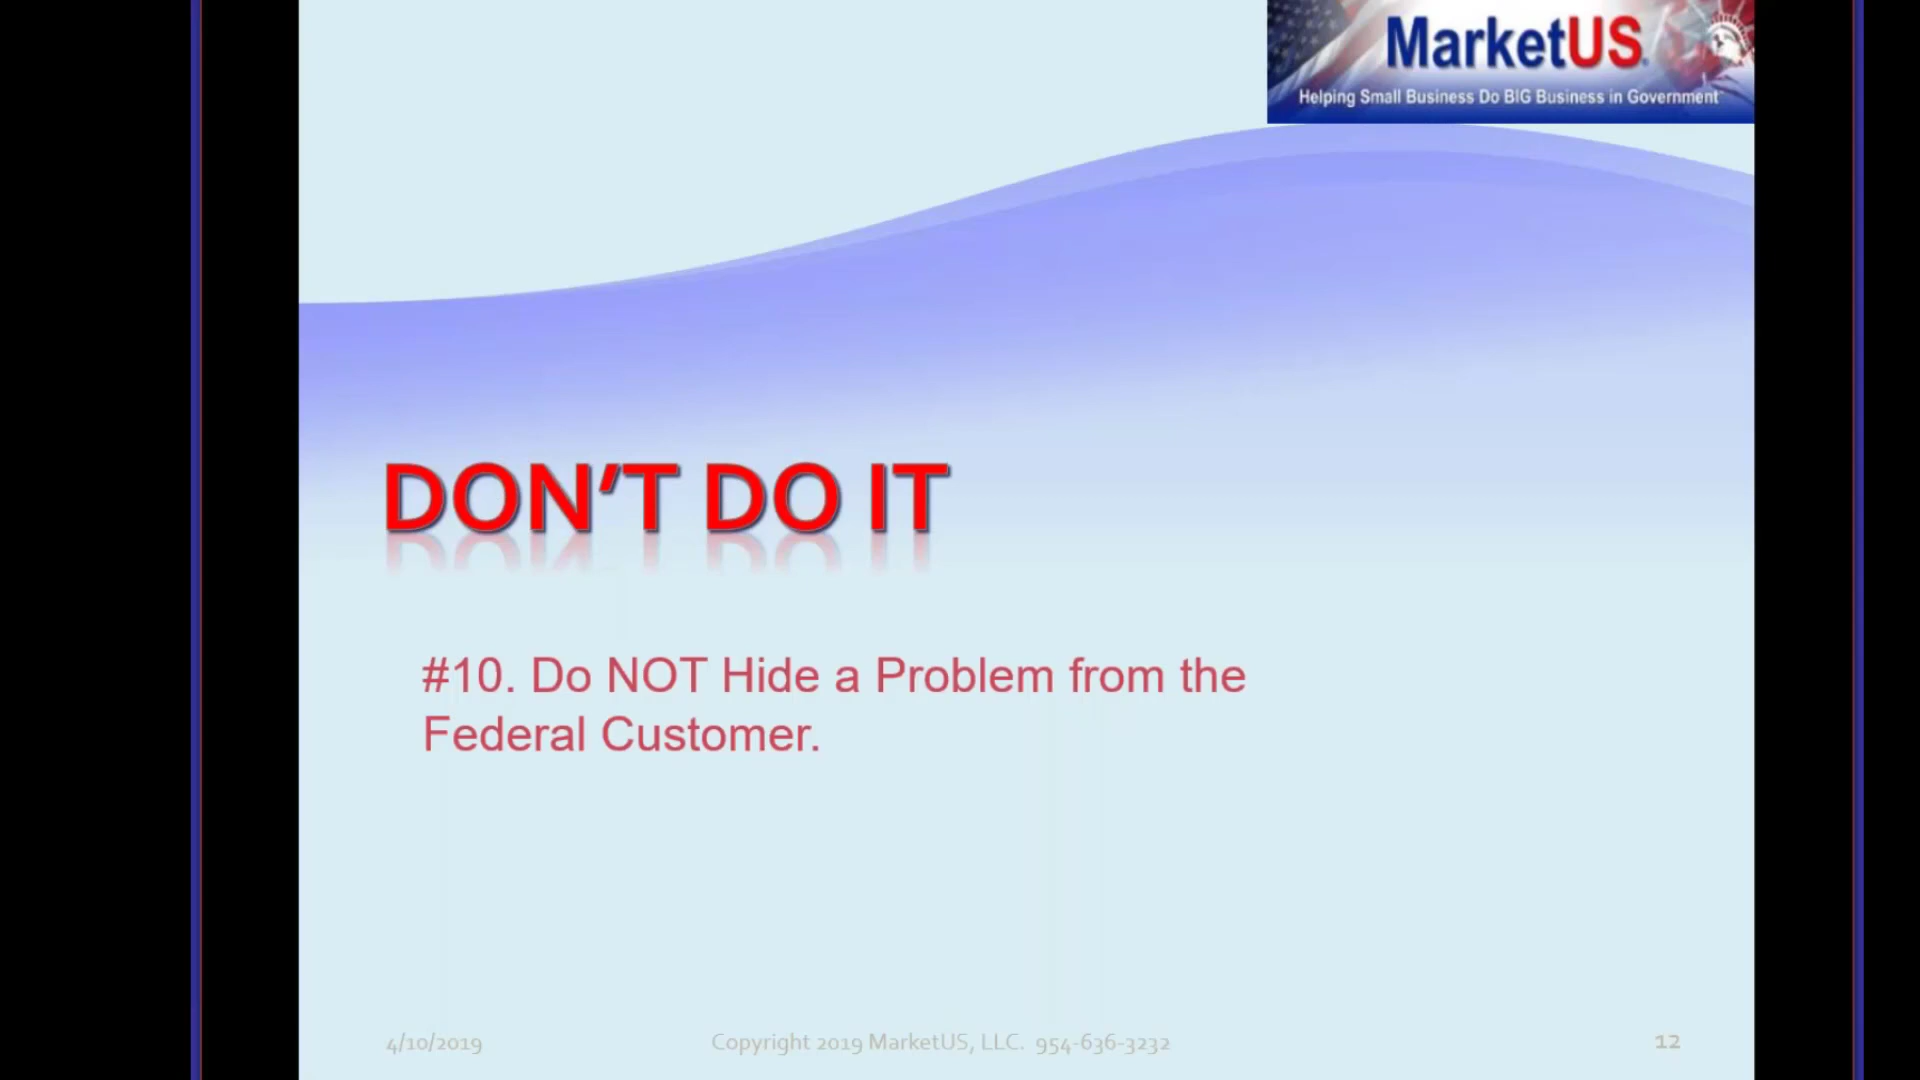 MarketUS
Helping Small Business Do BIG Business in Government
DON'T DO IT
#10. Do NOT Hide a Problem from the
Federal Customer.
4/10/2019 Copyright 2019 MarketUS, LLC. 954-636-3232 12